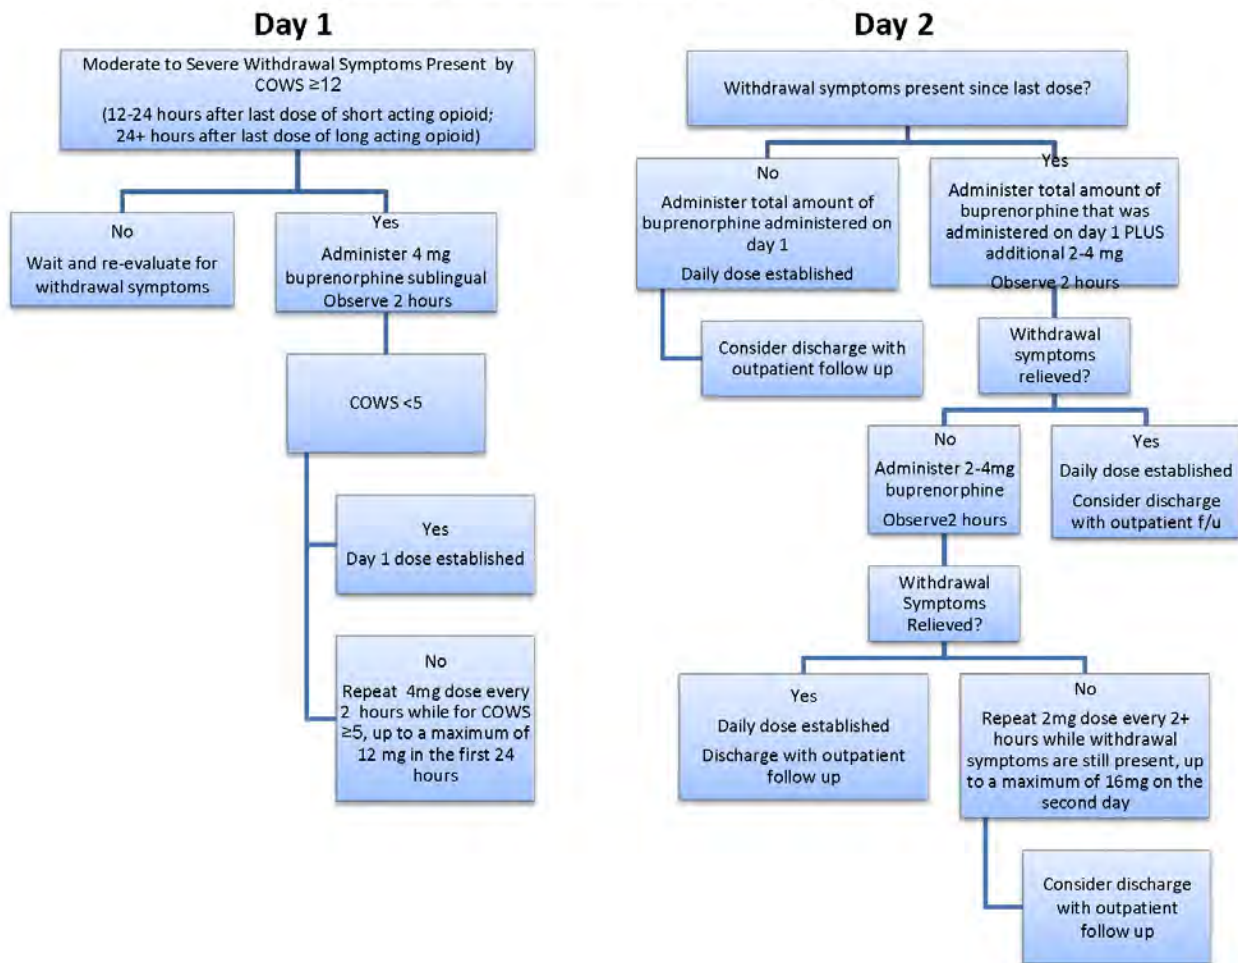 Day 1
Moderate to Severe Withdrawal Symptoms Present by
COWS ≥12
(12-24 hours after last dose of short acting opioid;
24+ hours after last dose of long acting opioid)
No
Wait and re-evaluate for
withdrawal symptoms
Yes
Administer 4 mg
buprenorphine sublingual
Observe 2 hours
COWS <5
Yes
Day 1 dose established
No
Repeat 4mg dose every
2 hours while for COWS
≥5, up to a maximum of
12 mg in the first 24
hours
Day 2
Withdrawal symptoms present since last dose?
No
Administer total amount of
buprenorphine administered on
day 1
Daily dose established
Consider discharge with
outpatient follow up
Yes
Administer total amount of
buprenorphine that was
administered on day 1 PLUS
additional 2-4 mg
Observe 2 hours
Withdrawal
symptoms
relieved?
No
Administer 2-4mg
buprenorphine
Observe2 hours
Yes
Daily dose established
Consider discharge
with outpatient f/u
Withdrawal
Symptoms
Relieved?
Yes
Daily dose established
Discharge with outpatient
follow up
No
Repeat 2mg dose every 2+
hours while withdrawal
symptoms are still present, up
to a maximum of 16mg on the
second day
Consider discharge
with outpatient
follow up